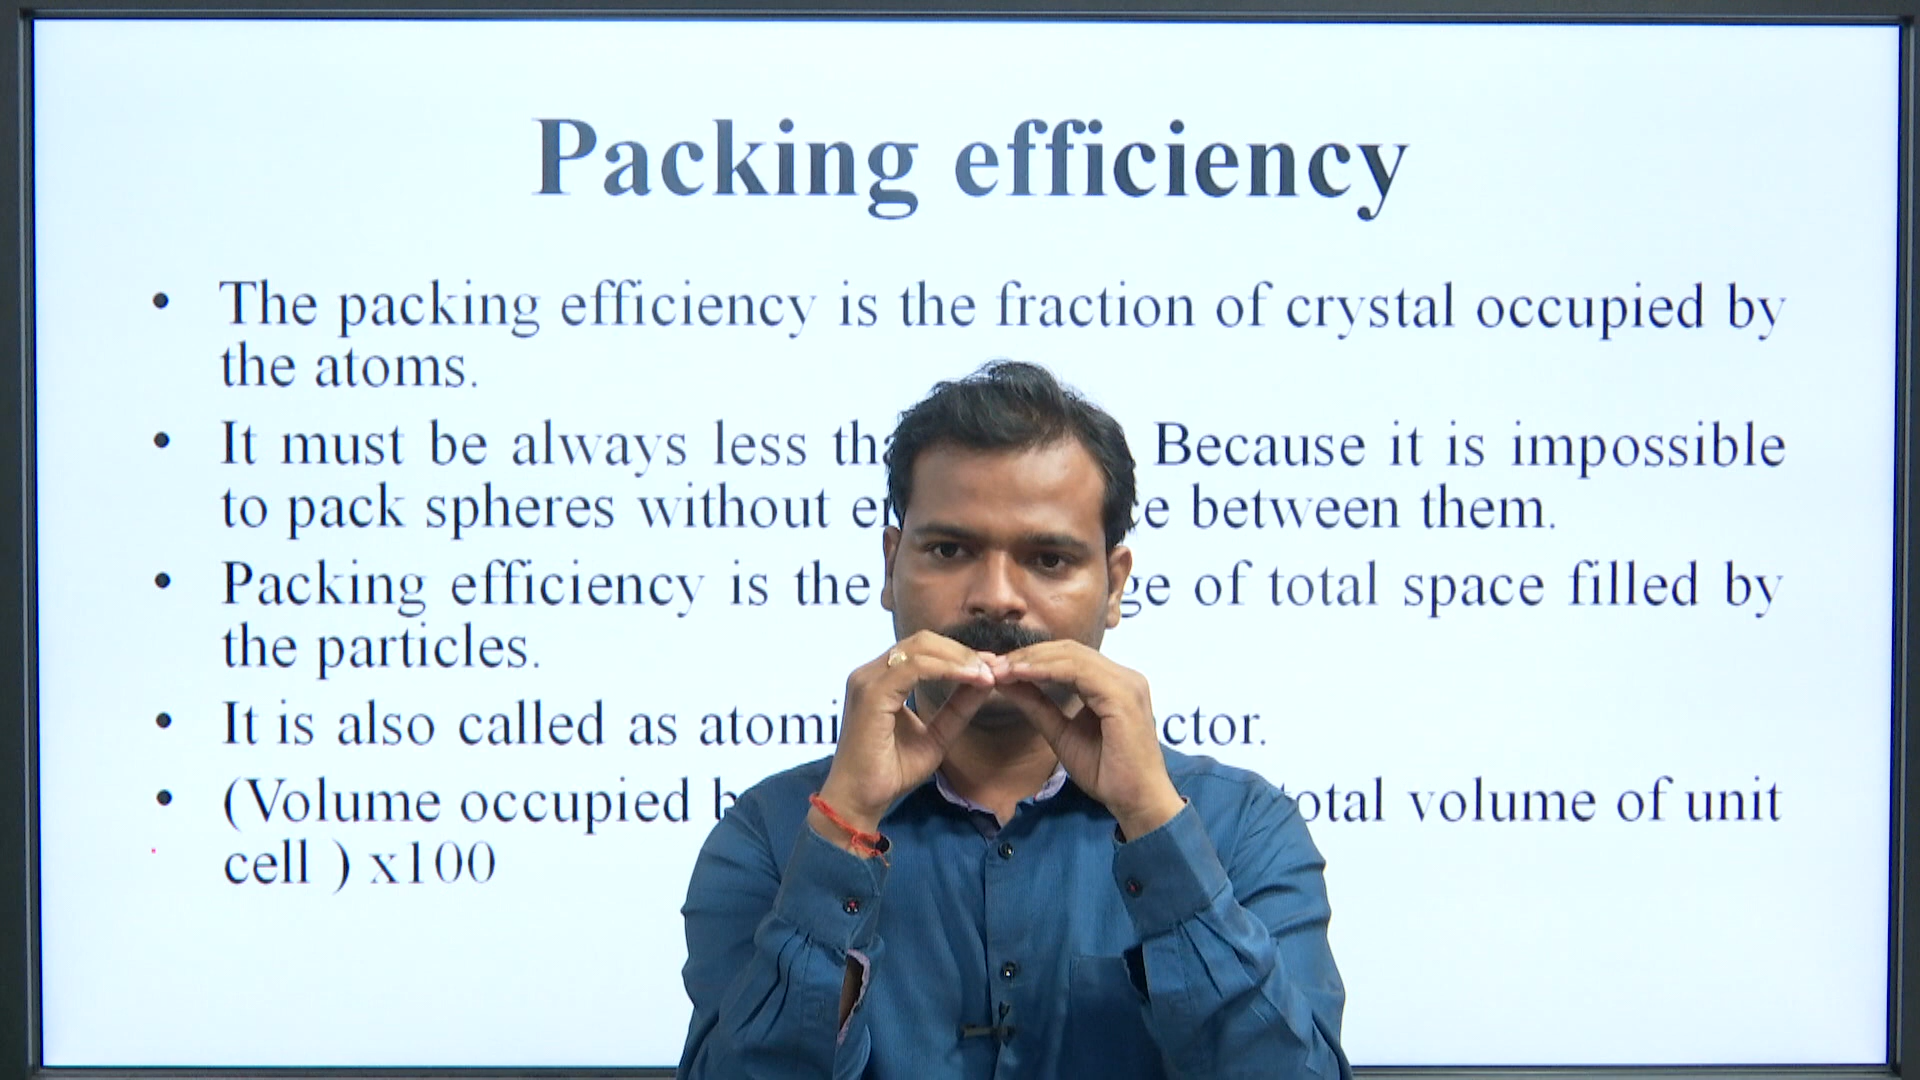 Packing efficiency
• The packing efficiency is the fraction of crystal occupied by
the atoms.
• It must be always less Because it is impossible
to pack spheres without between them.
• Packing efficiency is the of total space filled by
the particles.
• It is also called as
• (Volume occupied total volume of unit
cell ) x100